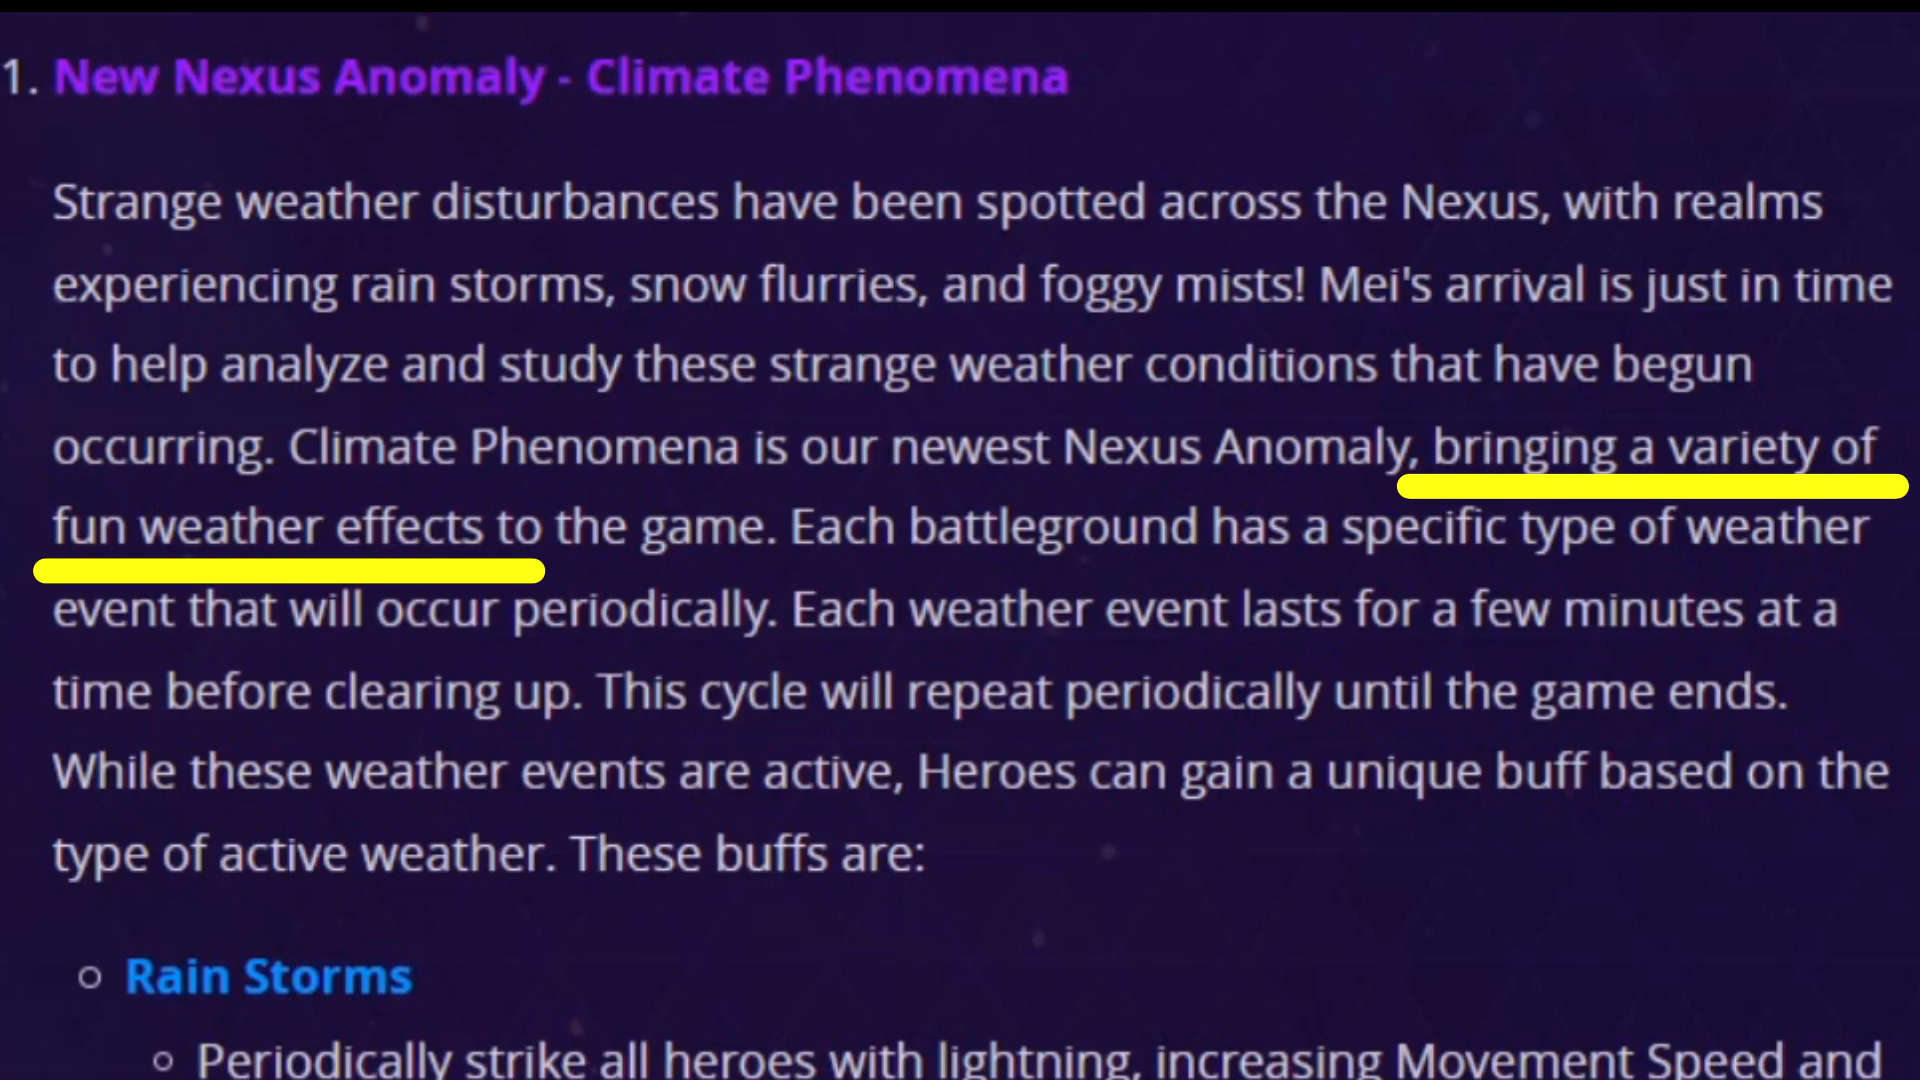 1. New Nexus Anomaly - Climate Phenomena
Strange weather disturbances have been spotted across the Nexus, with realms
experiencing rain storms, snow flurries, and foggy mists! Mei's arrival is just in time
to help analyze and study these strange weather conditions that have begun
occurring. Climate Phenomena is our newest Nexus Anomaly, bringing a variety of
fun weather effects to the game. Each battleground has a specific type of weather
event that will occur periodically. Each weather event lasts for a few minutes at a
time before clearing up. This cycle will repeat periodically until the game ends.
While these weather events are active, Heroes can gain a unique buff based on the
type of active weather. These buffs are:
Rain Storms
Periodically strike all heroes with lightning, increasing Movement Speed and